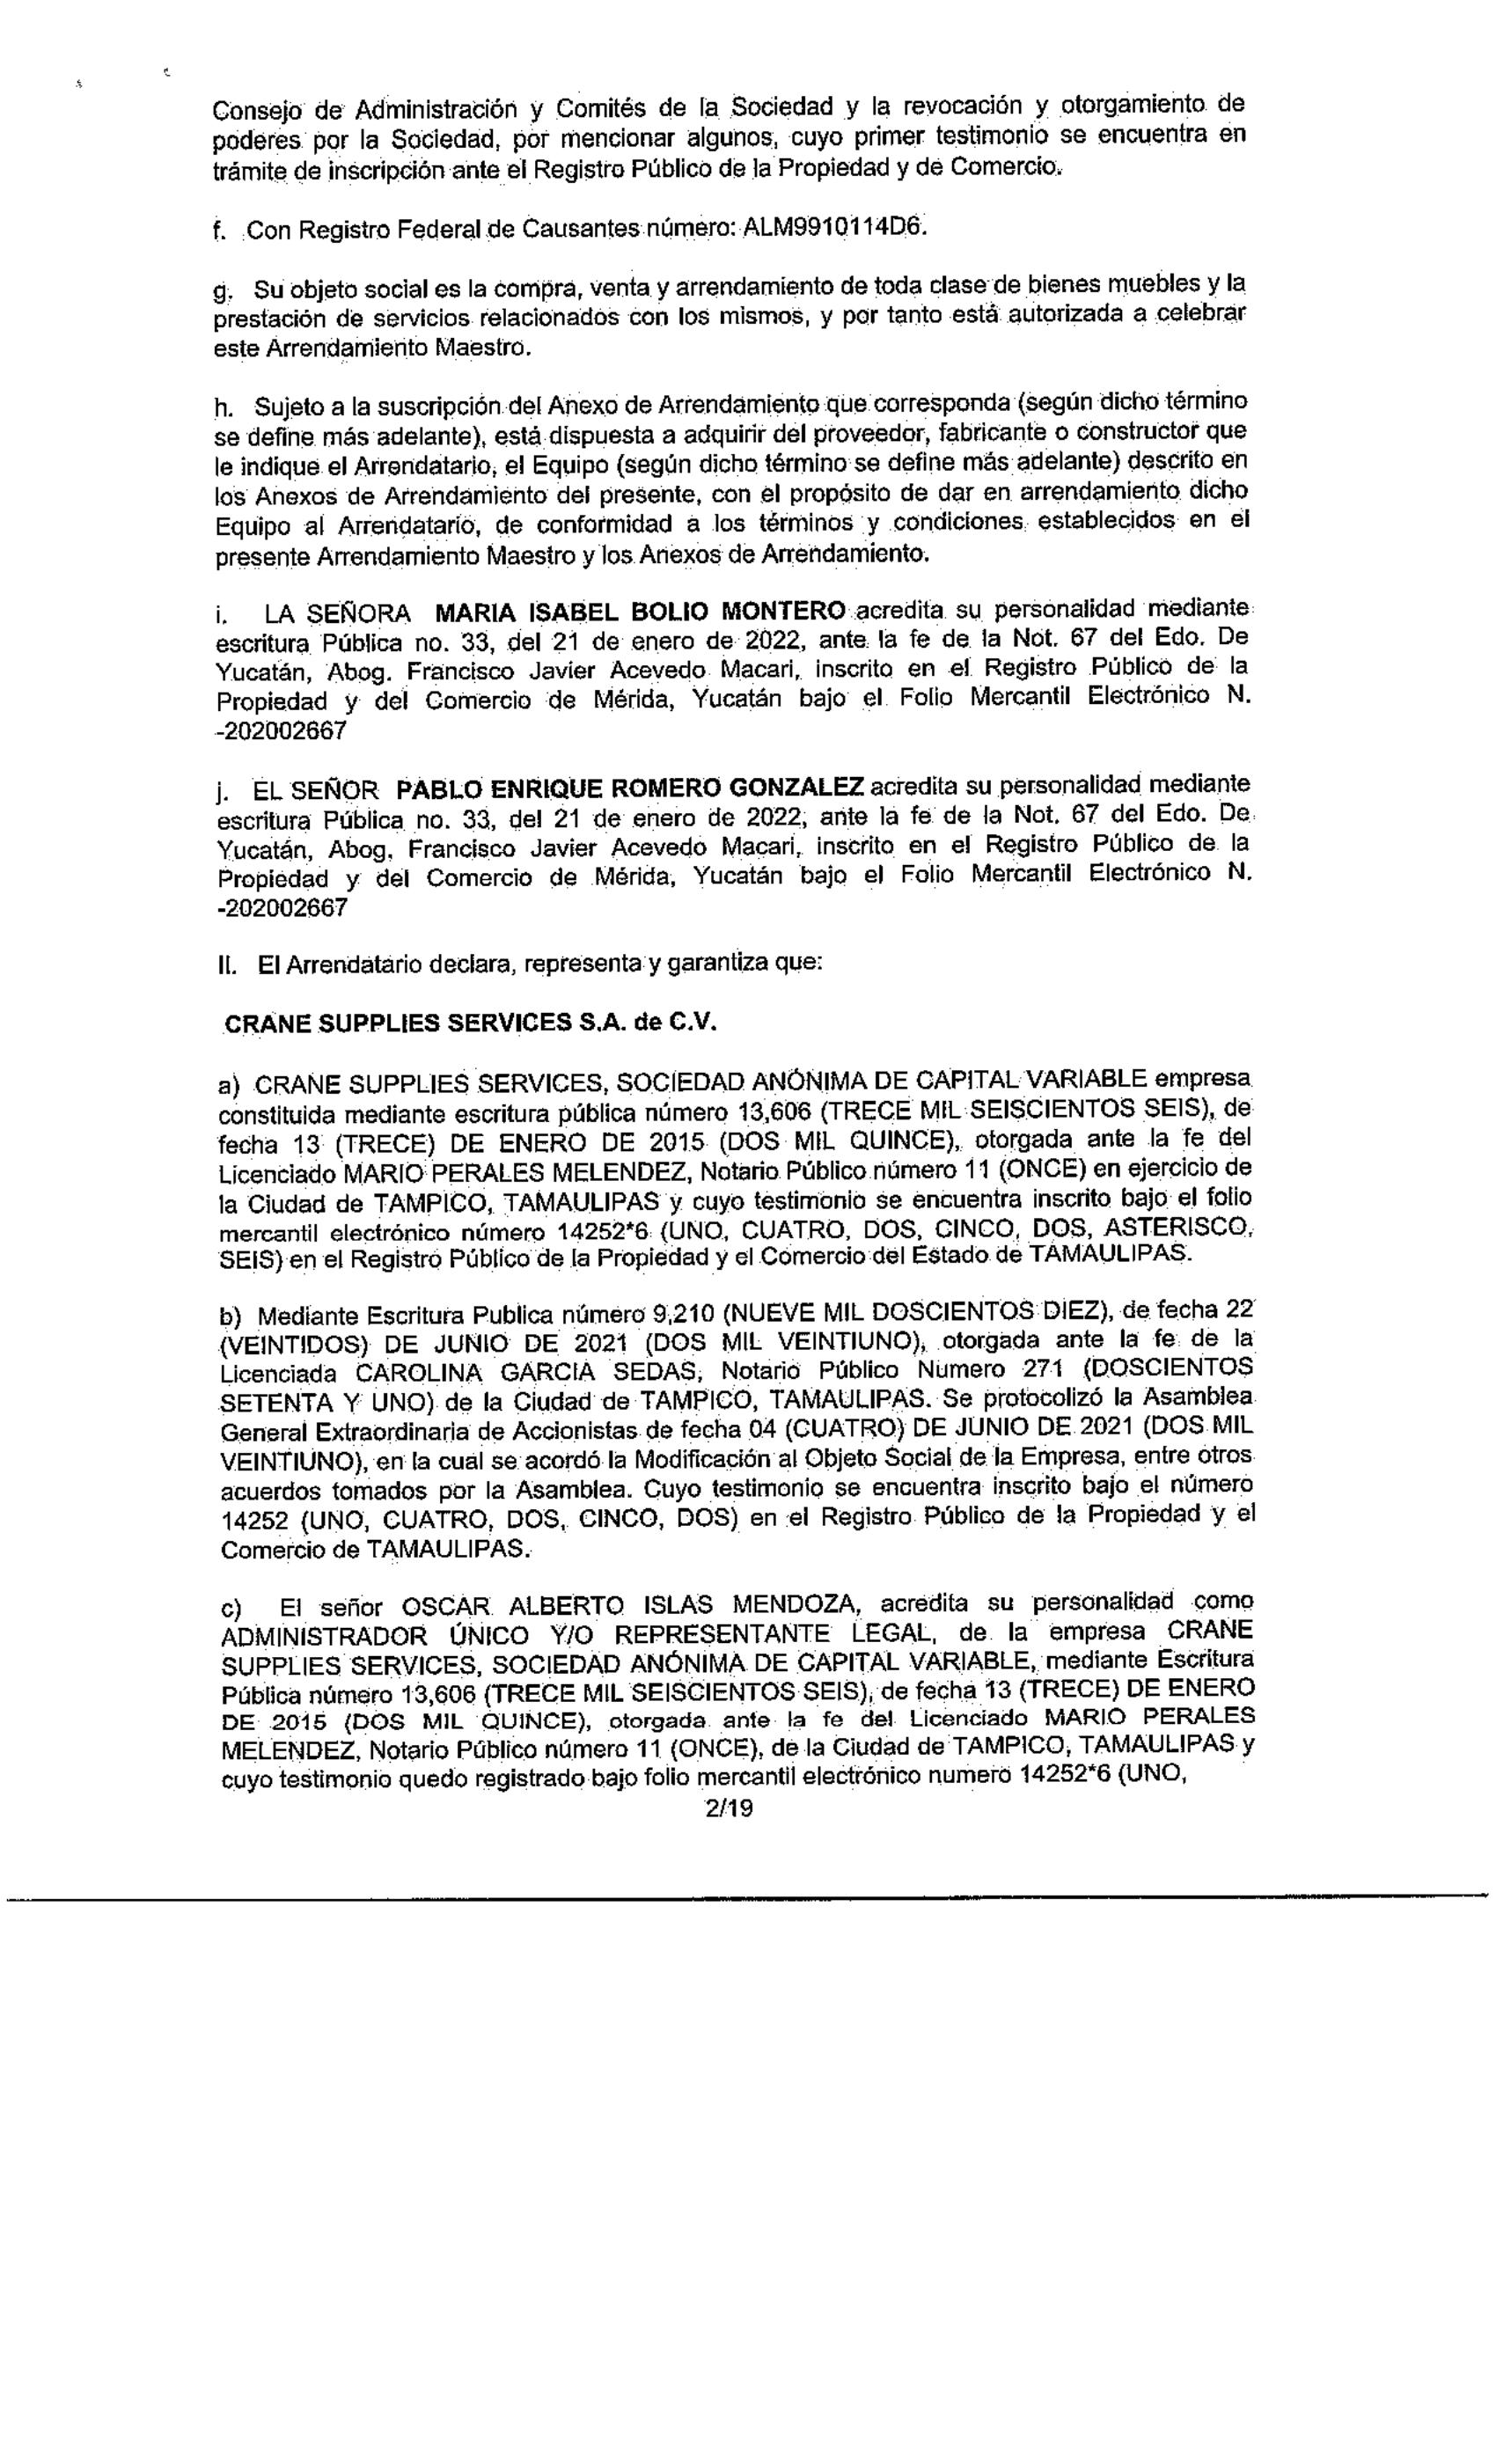 Consejo de Administración y Comités de la Sociedad y la revocación y otorgamiento de
poderes por la Sociedad, por mencionar algunos, cuyo primer testimonio se encuentra en
trámite de inscripción ante el Registro Público de la Propiedad y de Comercio.
f. Con Registro Federal de Causantes número: ALM9910114D6.
g. Su objeto social es la compra, venta y arrendamiento de toda clase de bienes muebles y la
prestación de servicios relacionados con los mismos, y por tanto está autorizada a celebrar
este Arrendamiento Maestro.
h. Sujeto a la suscripción del Anexo de Arrendamiento que corresponda (según dicho término
se define más adelante), está dispuesta a adquirir del proveedor, fabricante o constructor que
le indique el Arrendatario, el Equipo (según dicho término se define más adelante) descrito en
los Anexos de Arrendamiento del presente, con el propósito de dar en arrendamiento dicho
Equipo al Arrendatario, de conformidad a los términos y condiciones establecidos en el
presente Arrendamiento Maestro y los Anexos de Arrendamiento.
i. LA SEÑORA MARIA ISABEL BOLIO MONTERO acredita su personalidad mediante
escritura Pública no. 33, del 21 de enero de 2022, ante la fe de la Not. 67 del Edo. De
Yucatán, Abog. Francisco Javier Acevedo Macari, inscrito en el Registro Público de la
Propiedad y del Comercio de Mérida, Yucatán bajo el Folio Mercantil Electrónico N.
-202002667
j. EL SEÑOR PABLO ENRIQUE ROMERO GONZALEZ acredita su personalidad mediante
escritura Pública no. 33, del 21 de enero de 2022, ante la fe de la Not. 67 del Edo. De
Yucatán, Abog. Francisco Javier Acevedo Macari, inscrito en el Registro Público de la
Propiedad y del Comercio de Mérida, Yucatán bajo el Folio Mercantil Electrónico N.
-202002667
II. El Arrendatario declara, representa y garantiza que:
CRANE SUPPLIES SERVICES S.A. de C.V.
a) CRANE SUPPLIES SERVICES, SOCIEDAD ANÓNIMA DE CAPITAL VARIABLE empresa
constituida mediante escritura pública número 13,606 (TRECE MIL SEISCIENTOS SEIS), de
fecha 13 (TRECE) DE ENERO DE 2015 (DOS MIL QUINCE), otorgada ante la fe del
Licenciado MARIO PERALES MELENDEZ, Notario Público número 11 (ONCE) en ejercicio de
la Ciudad de TAMPICO, TAMAULIPAS y cuyo testimonio se encuentra inscrito bajo el folio
mercantil electrónico número 14252*6 (UNO, CUATRO, DOS, CINCO, DOS, ASTERISCO,
SEIS) en el Registro Público de la Propiedad y el Comercio del Estado de TAMAULIPAS.
b) Mediante Escritura Publica número 9,210 (NUEVE MIL DOSCIENTOS DIEZ), de fecha 22
(VEINTIDOS) DE JUNIO DE 2021 (DOS MIL VEINTIUNO), otorgada ante la fe de la
Licenciada CAROLINA GARCIA SEDAS, Notario Público Numero 271 (DOSCIENTOS
SETENTA Y UNO) de la Ciudad de TAMPICO, TAMAULIPAS. Se protocolizó la Asamblea
General Extraordinaria de Accionistas de fecha 04 (CUATRO) DE JUNIO DE 2021 (DOS MIL
VEINTIUNO), en la cual se acordó la Modificación al Objeto Social de la Empresa, entre otros
acuerdos tomados por la Asamblea. Cuyo testimonio se encuentra inscrito bajo el número
14252 (UNO, CUATRO, DOS, CINCO, DOS) en el Registro Público de la Propiedad y el
Comercio de TAMAULIPAS.
c) El señor OSCAR ALBERTO ISLAS MENDOZA, acredita su personalidad como
ADMINISTRADOR ÚNICO Y/O REPRESENTANTE LEGAL, de la empresa CRANE
SUPPLIES SERVICES, SOCIEDAD ANÓNIMA DE CAPITAL VARIABLE, mediante Escritura
Pública número 13,606 (TRECE MIL SEISCIENTOS SEIS), de fecha 13 (TRECE) DE ENERO
DE 2015 (DOS MIL QUINCE), otorgada ante la fe del Licenciado MARIO PERALES
MELENDEZ, Notario Público número 11 (ONCE), de la Ciudad de TAMPICO, TAMAULIPAS y
cuyo testimonio quedo registrado bajo folio mercantil electrónico numero 14252*6 (UNO,
2/19